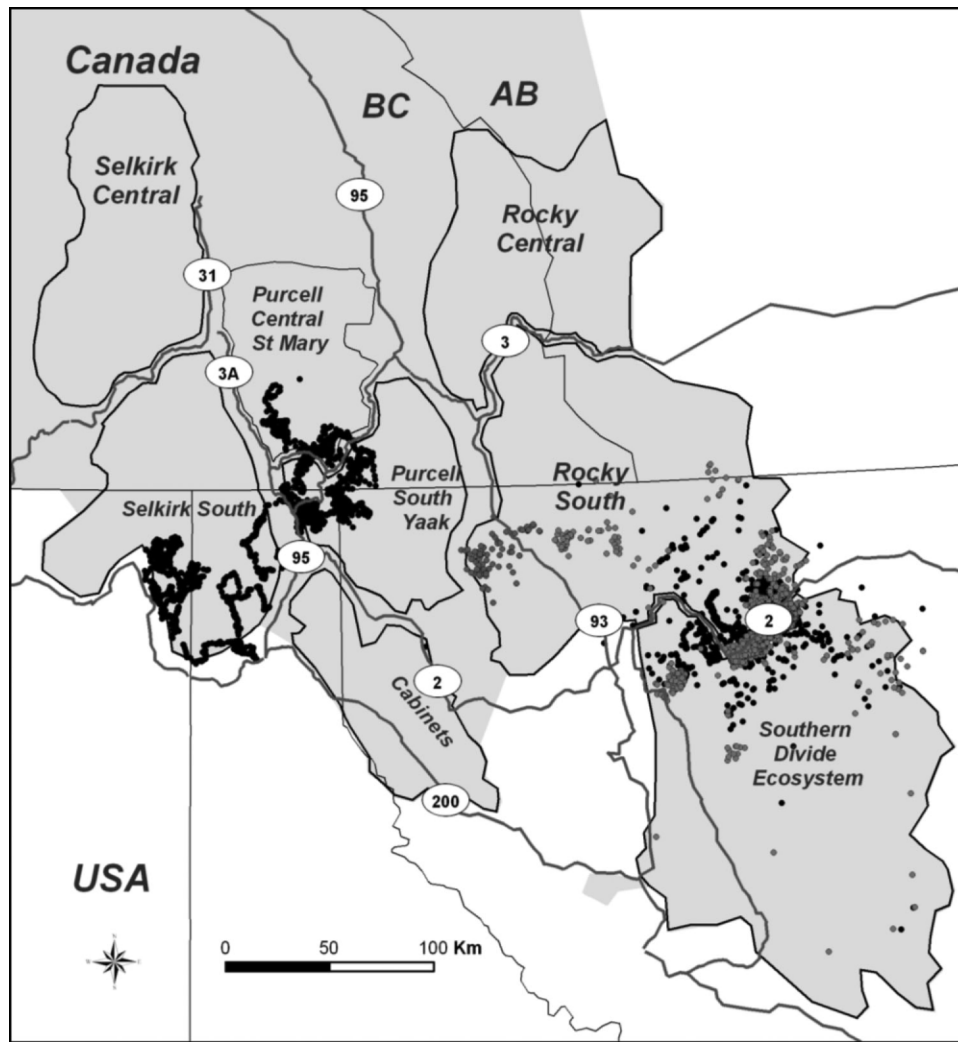 Canada
BC
AB
Selkirk
Central
95
Rocky
Central
31
Purcell
Central
St Mary
3
3A
Purcell
South
Yaak
Rocky
South
Selkirk South
95
93
2
2
Cabinets
Southern
Divide
Ecosystem
200
USA
0 50 100 Km